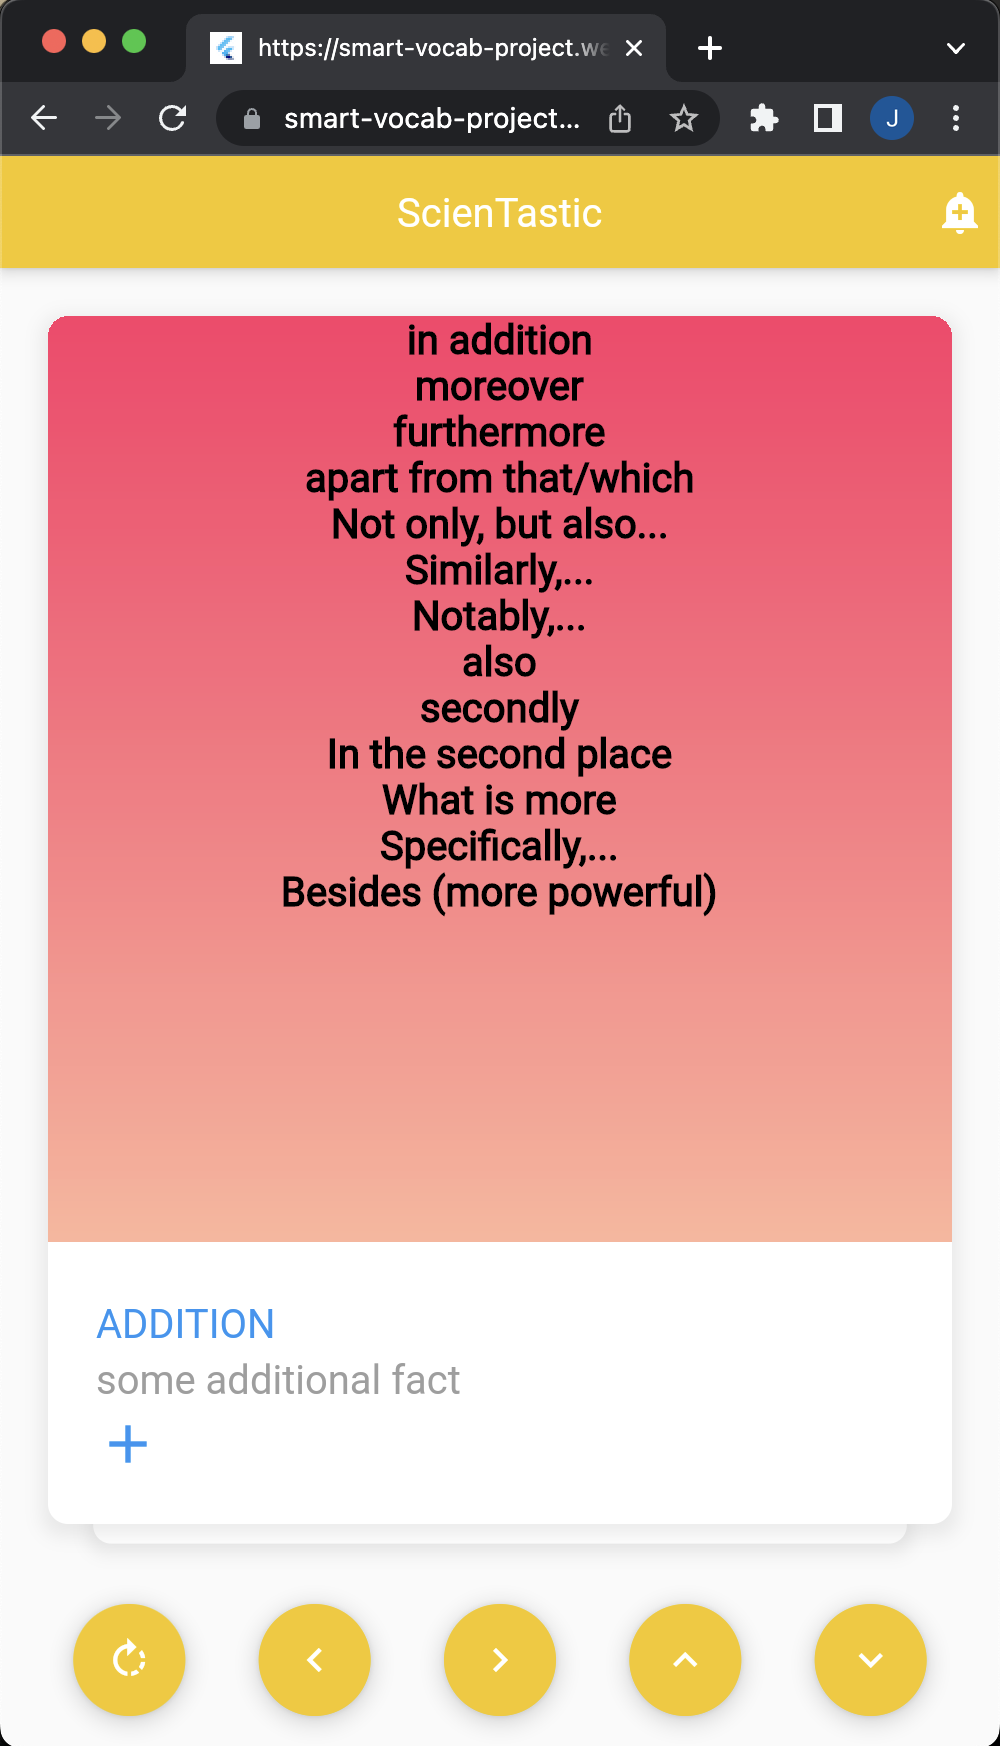 https://smart-vocab-project.we
smart-vocab-project...
J
ScienTastic
in addition
moreover
furthermore
apart from that/which
Not only, but also...
Similarly,...
Notably,...
also
secondly
In the second place
What is more
Specifically,...
Besides (more powerful)
ADDITION
some additional fact